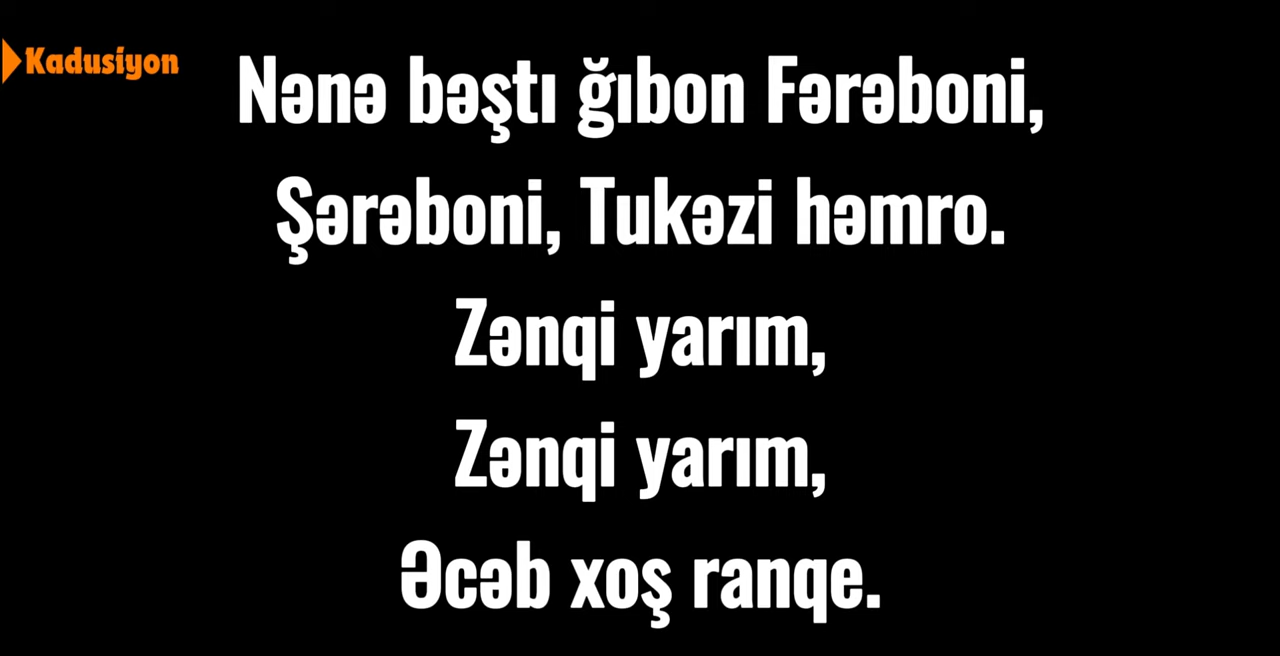 Kadusiyon
Nənə bəştı ğıbon Fərəboni,
Şərəboni, Tukəzi həmro.
Zənqi yarım,
Zənqi yarım,
Əcəb xoş ranqe.